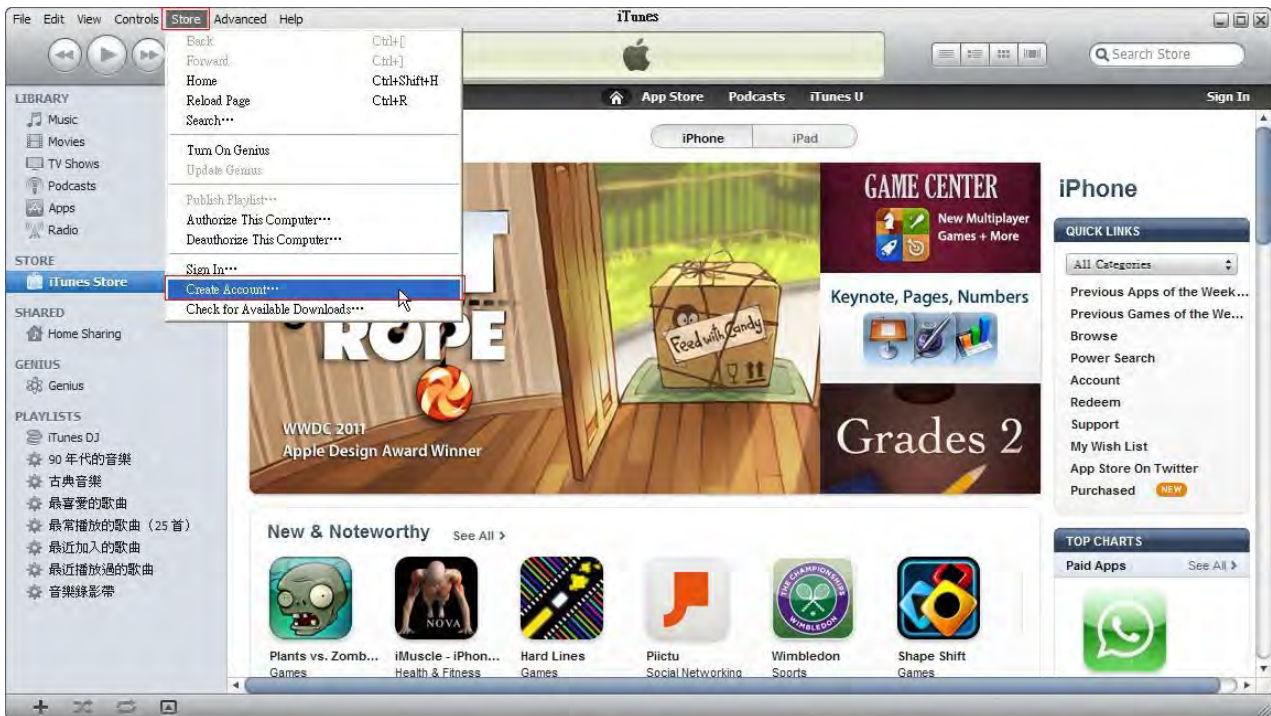 iTunes
File Edit View Controls Store Advanced Help
Search Store
Back Ctrl+[
Forward Ctrl+]
Home Ctrl+Shift+H
Reload Page Ctrl+R
Search···
Turn On Genius
Update Genius
Publish Playlist···
Authorize This Computer···
Deauthorize This Computer···
Sign In···
Create Account···
Check for Available Downloads···
LIBRARY
Music
Movies
TV Shows
Podcasts
Apps
Radio
STORE
iTunes Store
SHARED
Home Sharing
GENIUS
Genius
PLAYLISTS
iTunes DJ
90 年代的音樂
古典音樂
最喜愛的歌曲
最常播放的歌曲（25 首）
最近加入的歌曲
最近播放過的歌曲
音樂錄影帶
App Store Podcasts iTunes U Sign In
iPhone iPad
ROPE
Feed with Candy
WWDC 2011
Apple Design Award Winner
GAME CENTER
New Multiplayer
Games + More
Keynote, Pages, Numbers
Grades 2
iPhone
QUICK LINKS
All Categories
Previous Apps of the Week...
Previous Games of the We...
Browse
Power Search
Account
Redeem
Support
My Wish List
App Store On Twitter
Purchased NEW
TOP CHARTS
Paid Apps See All >
New & Noteworthy See All >
NOVA
THE CHAMPIONSHIPS
WIMBLEDON
Plants vs. Zomb...
Games
iMuscle - iPhon...
Health & Fitness
Hard Lines
Games
Piictu
Social Networking
Wimbledon
Sports
Shape Shift
Games